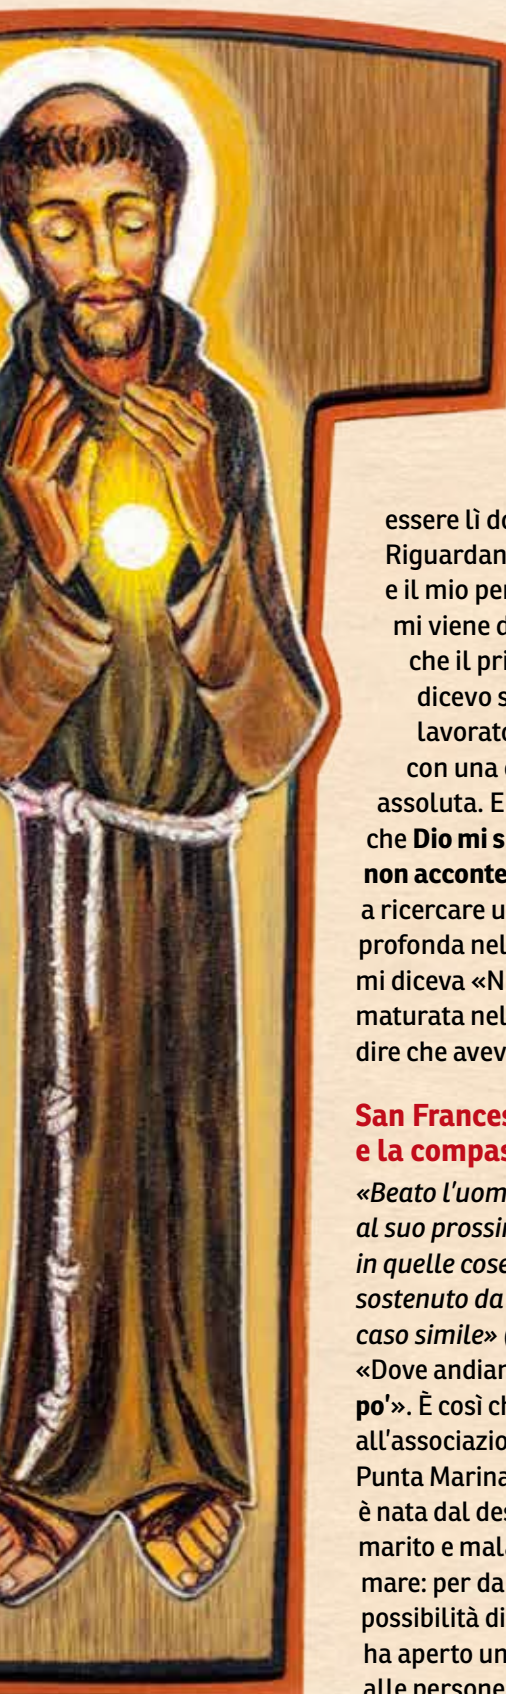 essere lì do
Riguardan
e il mio per
mi viene d
che il pri
dicevo s
lavorato
con una
assoluta. E
che Dio mi s
non acconte
a ricercare u
profonda nel
mi diceva «N
maturata nel
dire che avev
San Frances
e la compas
«Beato l'uom
al suo prossin
in quelle cose
sostenuto da
caso simile» (
«Dove andian
po'». È così ch
all'associazio
Punta Marina
è nata dal des
marito e mala
mare: per da
possibilità di
ha aperto un
alle persone